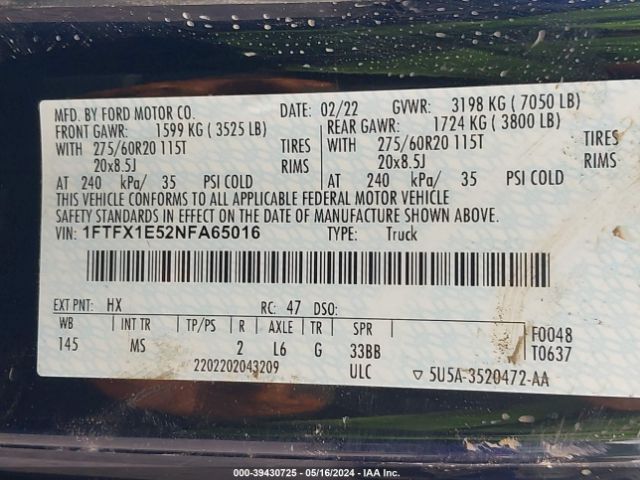 MFD. BY FORD MOTOR CO. DATE: 02/22 GVWR: 3198 KG ( 7050 LB)
FRONT GAWR: 1599 KG ( 3525 LB) REAR GAWR: 1724 KG ( 3800 LB)
WITH 275/60R20 115T TIRES WITH 275/60R20 115T TIRES
20x8.5J RIMS 20x8.5J RIMS
AT 240 kPa/ 35 PSI COLD AT 240 kPa/ 35 PSI COLD
THIS VEHICLE CONFORMS TO ALL APPLICABLE FEDERAL MOTOR VEHICLE
SAFETY STANDARDS IN EFFECT ON THE DATE OF MANUFACTURE SHOWN ABOVE.
VIN: 1FTFX1E52NFA65016 TYPE: Truck
EXT PNT: HX RC: 47 DSO:
WB INT TR TP/PS R AXLE TR SPR F0048
145 MS 2 L6 G 33BB T0637
2202202043209 ULC ▽ 5U5A-3520472-AA
000-39430725 - 05/16/2024 - IAA Inc.